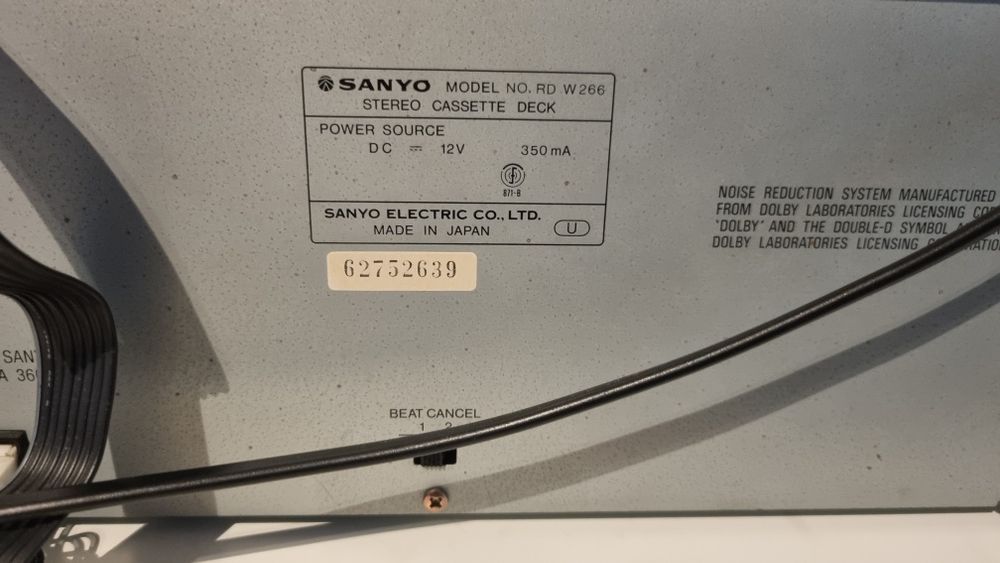 SANYO MODEL NO. RD W266
STEREO CASSETTE DECK
POWER SOURCE
DC ⎓ 12V 350mA
871-B
SANYO ELECTRIC CO., LTD.
MADE IN JAPAN U
62752639
NOISE REDUCTION SYSTEM MANUFACTURED
FROM DOLBY LABORATORIES LICENSING
"DOLBY" AND THE DOUBLE-D SYMBOL
DOLBY LABORATORIES LICENSING
BEAT CANCEL
1 2